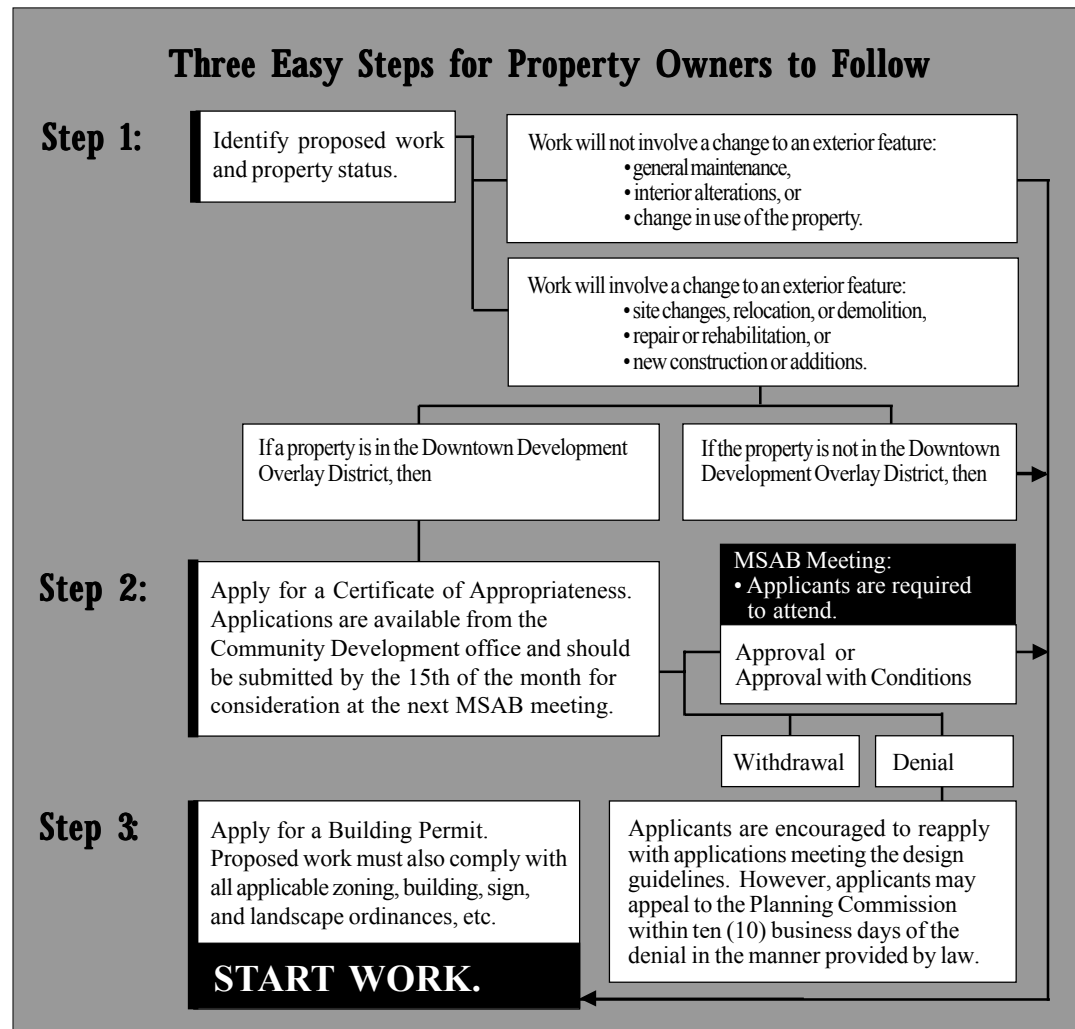 Three Easy Steps for Property Owners to Follow
Step 1:
Identify proposed work
and property status.
Work will not involve a change to an exterior feature:
• general maintenance,
• interior alterations, or
• change in use of the property.
Work will involve a change to an exterior feature:
• site changes, relocation, or demolition,
• repair or rehabilitation, or
• new construction or additions.
If a property is in the Downtown Development
Overlay District, then
If the property is not in the Downtown
Development Overlay District, then
Step 2:
Apply for a Certificate of Appropriateness.
Applications are available from the
Community Development office and should
be submitted by the 15th of the month for
consideration at the next MSAB meeting.
MSAB Meeting:
• Applicants are required
to attend.
Approval or
Approval with Conditions
Withdrawal
Denial
Step 3:
Apply for a Building Permit.
Proposed work must also comply with
all applicable zoning, building, sign,
and landscape ordinances, etc.
START WORK.
Applicants are encouraged to reapply
with applications meeting the design
guidelines. However, applicants may
appeal to the Planning Commission
within ten (10) business days of the
denial in the manner provided by law.